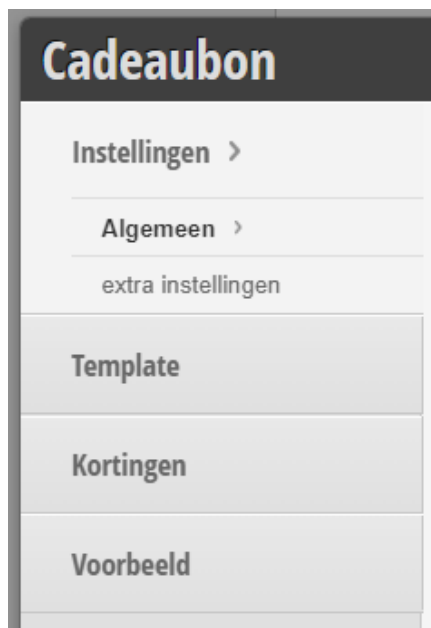 Cadeaubon
Instellingen
Algemeen
extra instellingen
Template
Kortingen
Voorbeeld